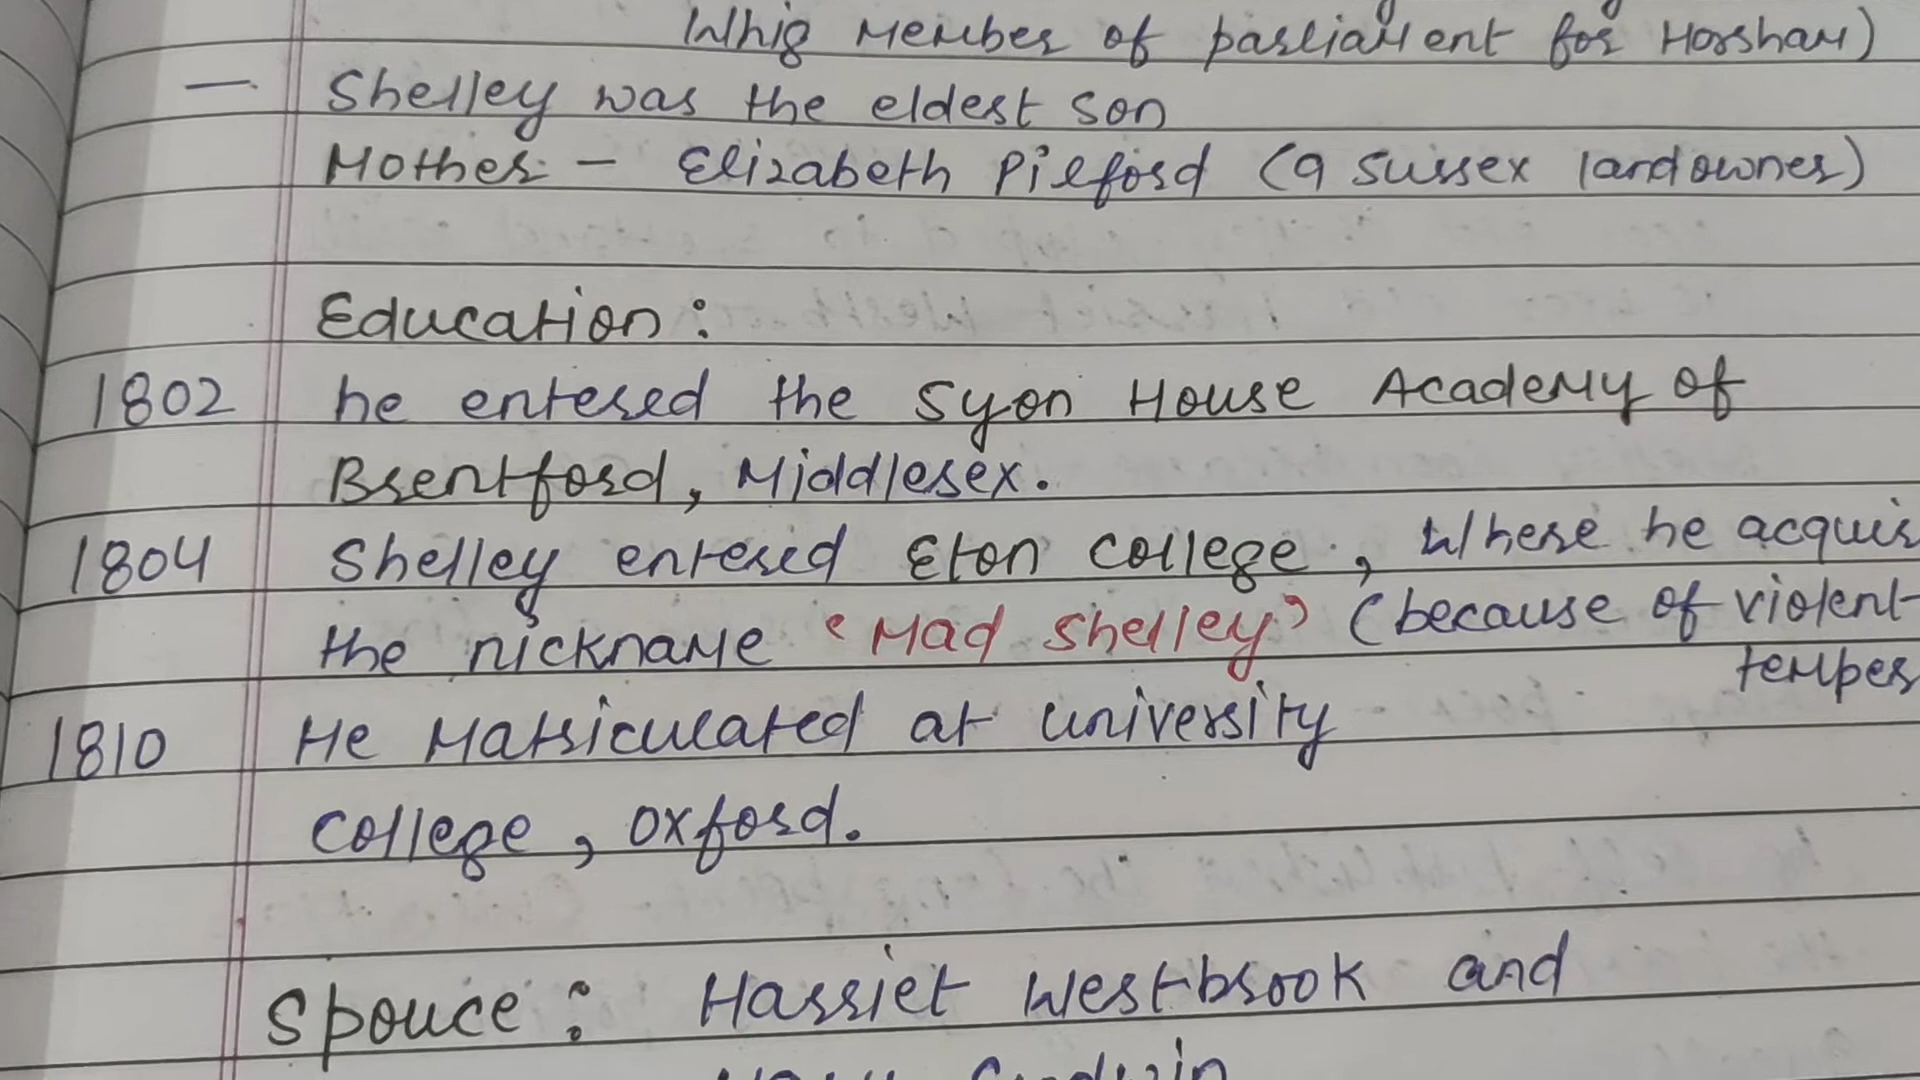 Whig Member of parliament for Horsham)
— Shelley was the eldest son
Mother - Elizabeth Pilford (a sussex landowner)
Education :
1802 he entered the Syon House Academy of
Brentford, Middlesex.
1804 Shelley entered Eton college, where he acquir
the nickname 'Mad Shelley' (because of violent
temper
1810 He Matriculated at university
college, oxford.
Spouce : Harriet Westbrook and